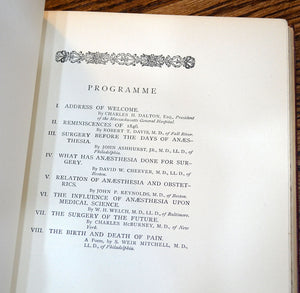 PROGRAMME
I. ADDRESS OF WELCOME.
By CHARLES H. DALTON, Esq., President
of the Massachusetts General Hospital.
II. REMINISCENCES OF 1846.
By ROBERT T. DAVIS, M. D., of Fall River.
III. SURGERY BEFORE THE DAYS OF ANÆS-
THESIA.
By JOHN ASHHURST, JR., M. D., LL. D., of
Philadelphia.
IV. WHAT HAS ANÆSTHESIA DONE FOR SUR-
GERY.
By DAVID W. CHEEVER, M. D., LL. D., of
Boston.
V. RELATION OF ANÆSTHESIA AND OBSTET-
RICS.
By JOHN P. REYNOLDS, M. D., of Boston.
VI. THE INFLUENCE OF ANÆSTHESIA UPON
MEDICAL SCIENCE.
By W. H. WELCH, M. D., LL. D., of Baltimore.
VII. THE SURGERY OF THE FUTURE.
By CHARLES McBURNEY, M. D., of New
York.
VIII. THE BIRTH AND DEATH OF PAIN.
A Poem, by S. WEIR MITCHELL, M. D.,
LL. D., of Philadelphia.